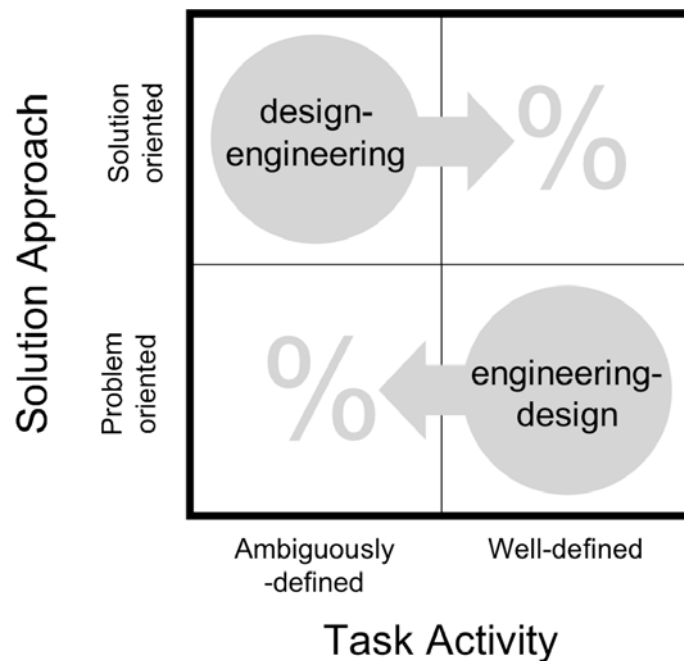 Solution Approach
Solution
oriented
Problem
oriented
design-
engineering
%
%
engineering-
design
Ambiguously
-defined
Well-defined
Task Activity